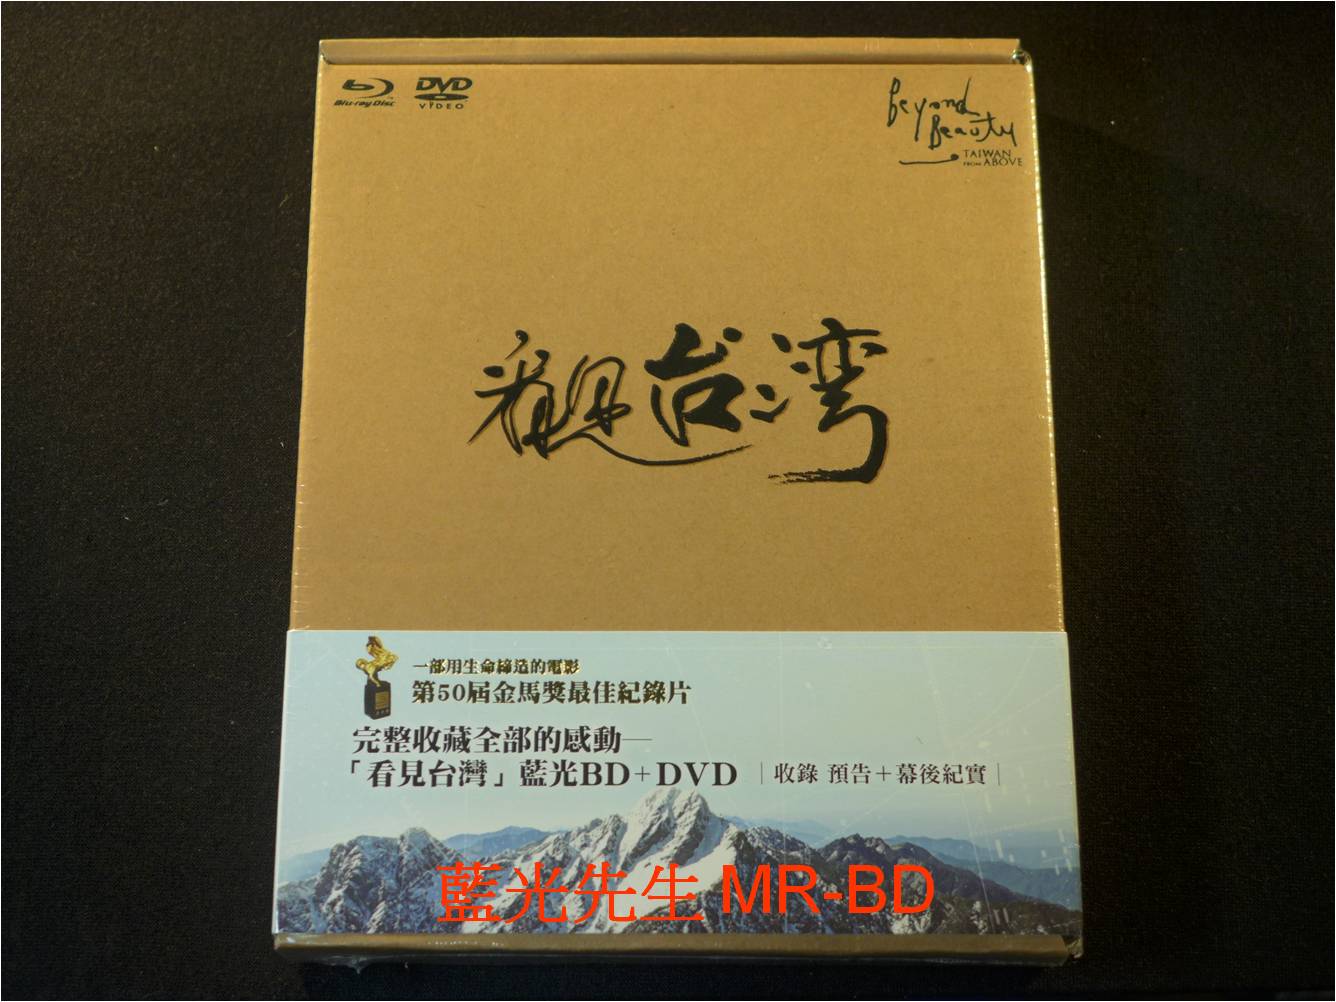 Blu-ray Disc
DVD
VIDEO
Beyond
Beauty
TAIWAN
FROM ABOVE
看見台灣
一部用生命締造的電影
第50屆金馬獎最佳紀錄片
完整收藏全部的感動—
「看見台灣」藍光BD+DVD｜收錄 預告+幕後紀實｜
藍光先生 MR-BD